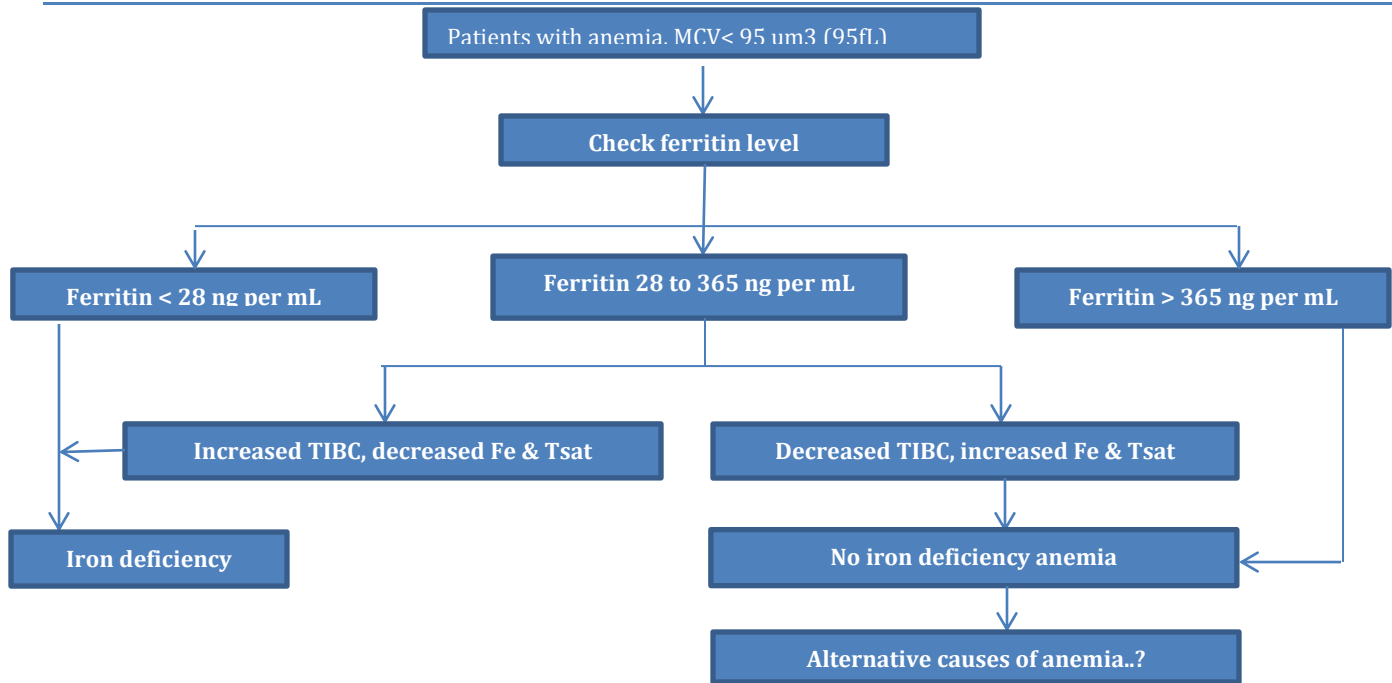 Patients with anemia. MCV< 95 um3 (95fL)
Check ferritin level
Ferritin < 28 ng per mL
Ferritin 28 to 365 ng per mL
Ferritin > 365 ng per mL
Increased TIBC, decreased Fe & Tsat
Decreased TIBC, increased Fe & Tsat
Iron deficiency
No iron deficiency anemia
Alternative causes of anemia..?